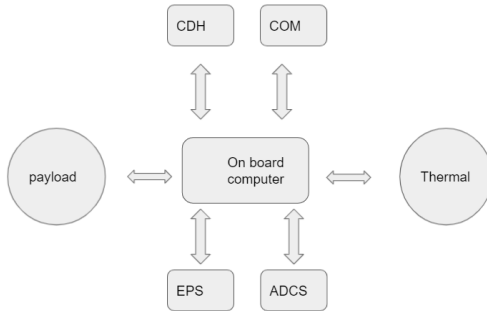 CDH
COM
payload
On board
computer
Thermal
EPS
ADCS